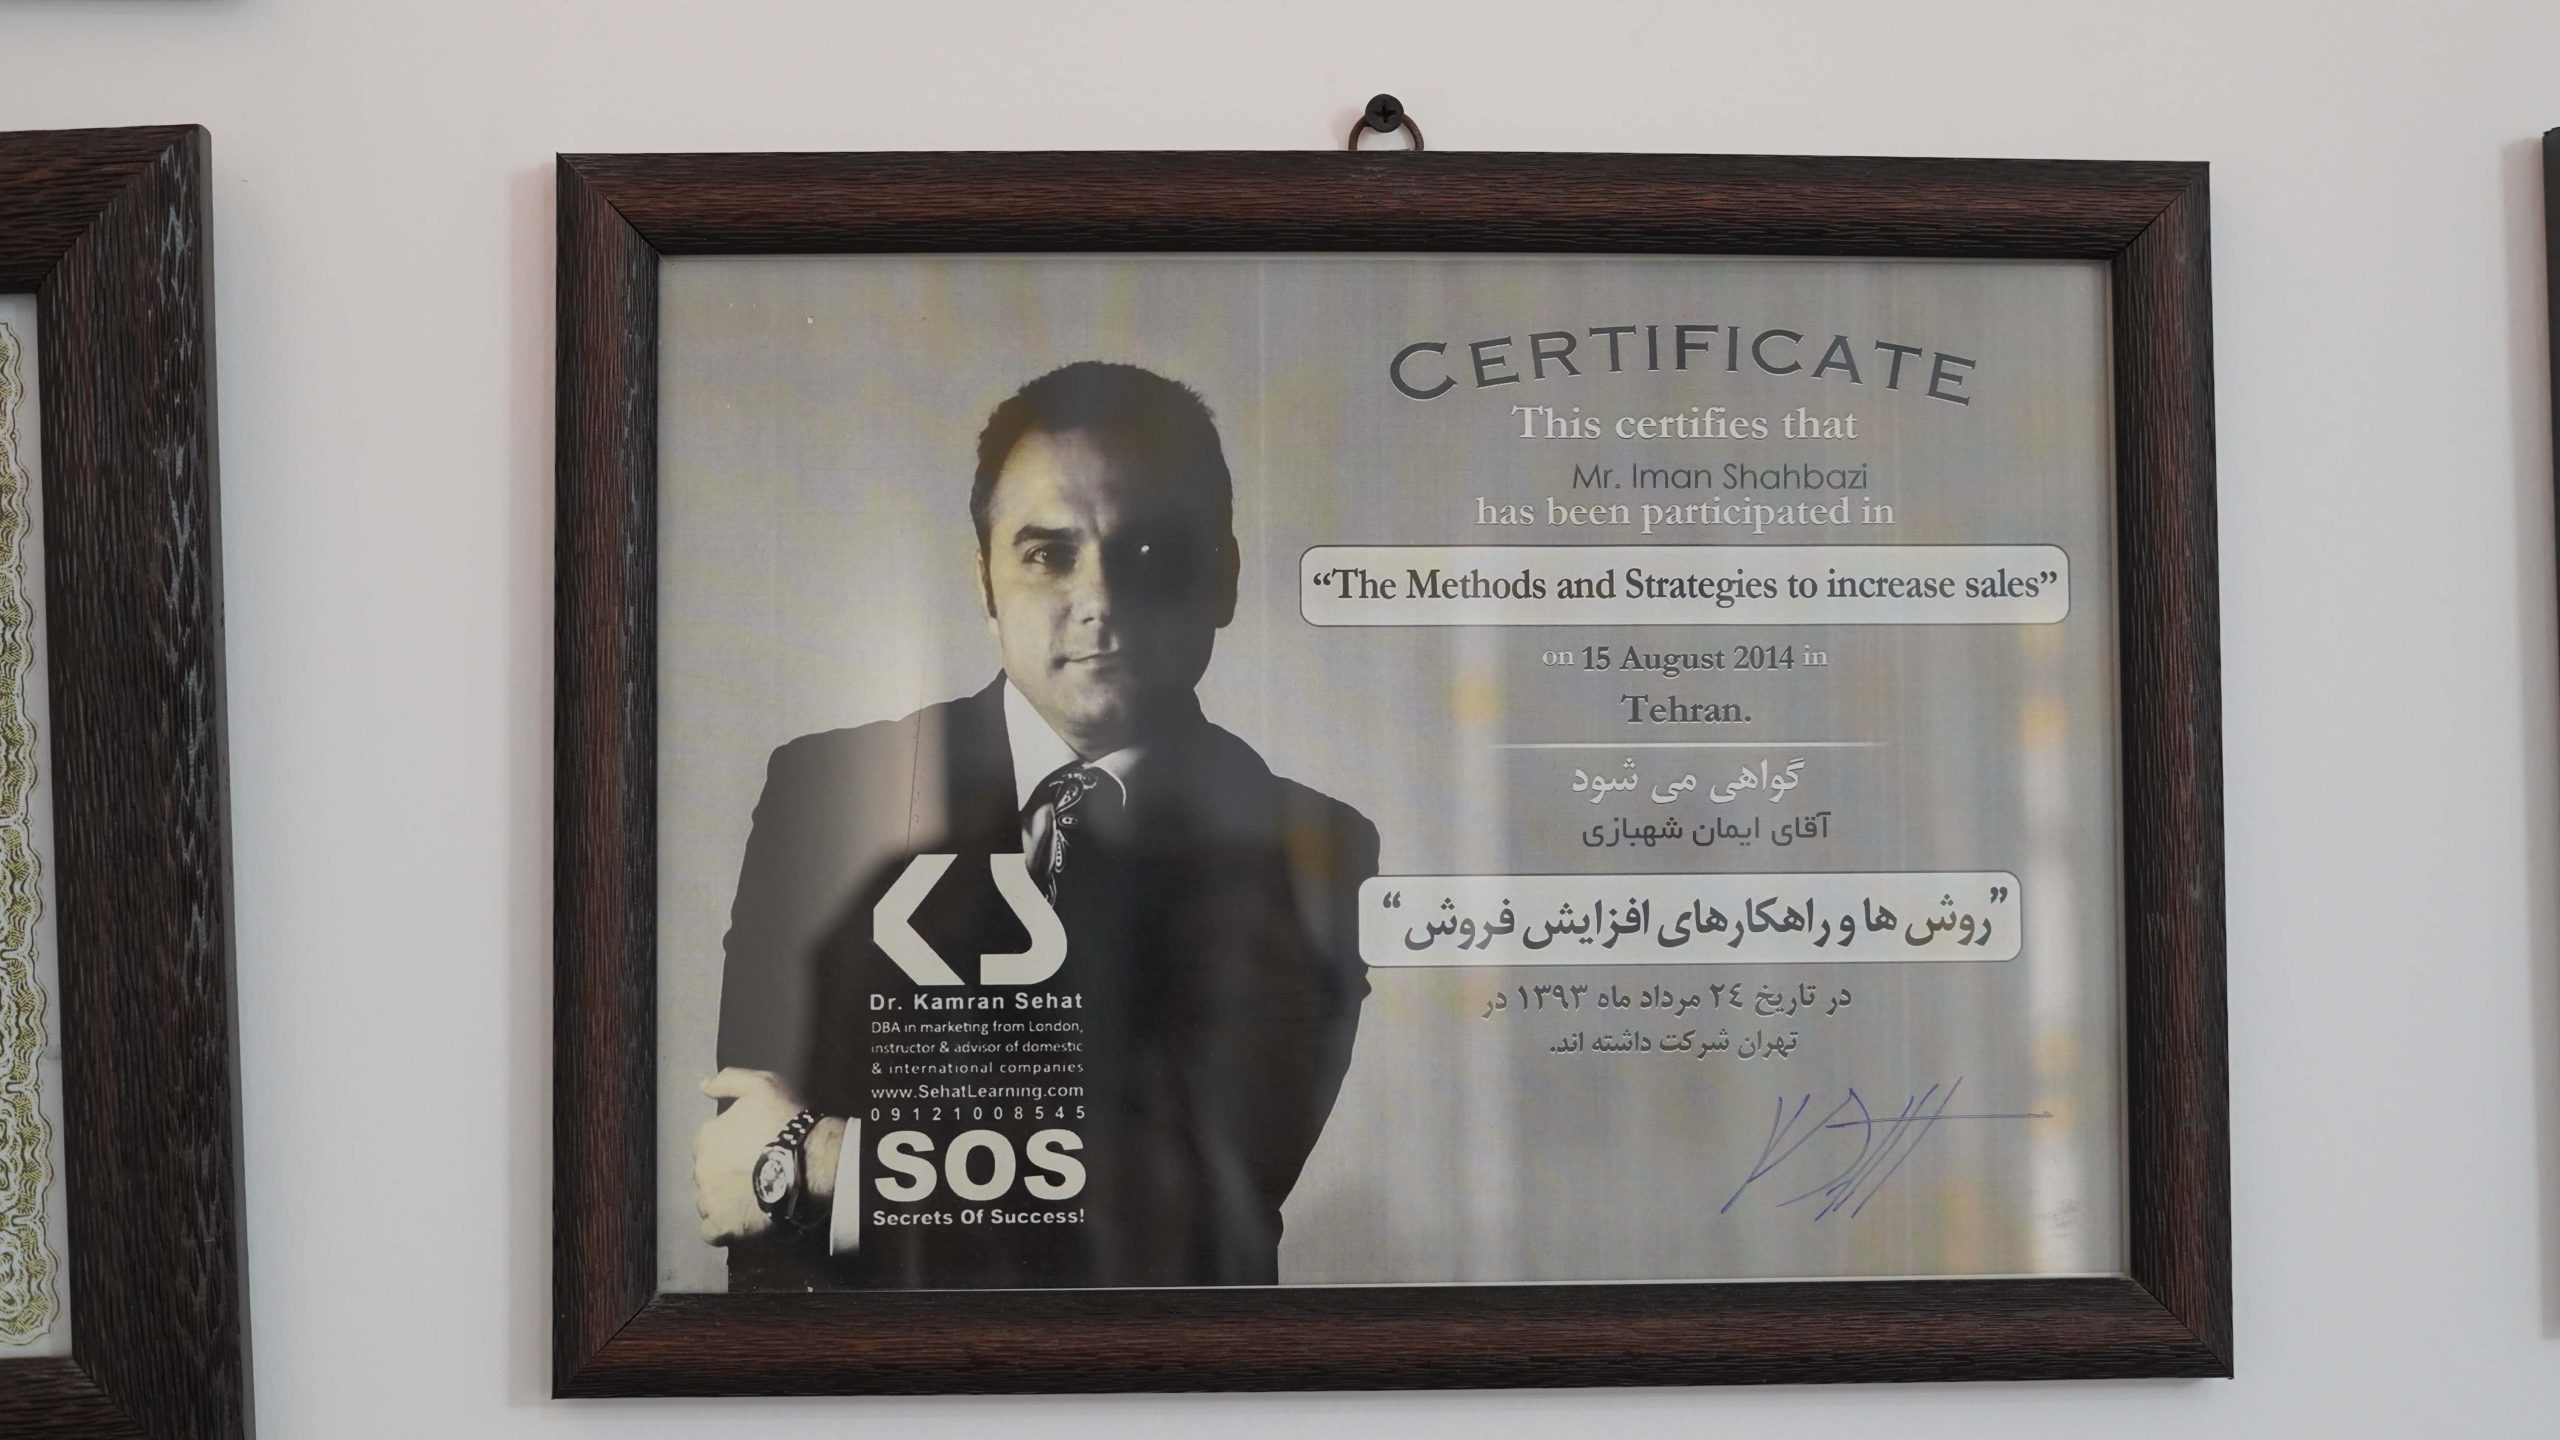 CERTIFICATE
This certifies that
Mr. Iman Shahbazi
has been participated in
“The Methods and Strategies to increase sales”
on 15 August 2014 in
Tehran.
گواهی می شود
آقای ایمان شهبازی
”روش ها و راهکارهای افزایش فروش“
در تاریخ ۲۴ مرداد ماه ۱۳۹۳ در
تهران شرکت داشته اند.
KS
Dr. Kamran Sehat
DBA in marketing from London,
instructor & advisor of domestic
& international companies
www.SehatLearning.com
09121008545
SOS
Secrets Of Success!